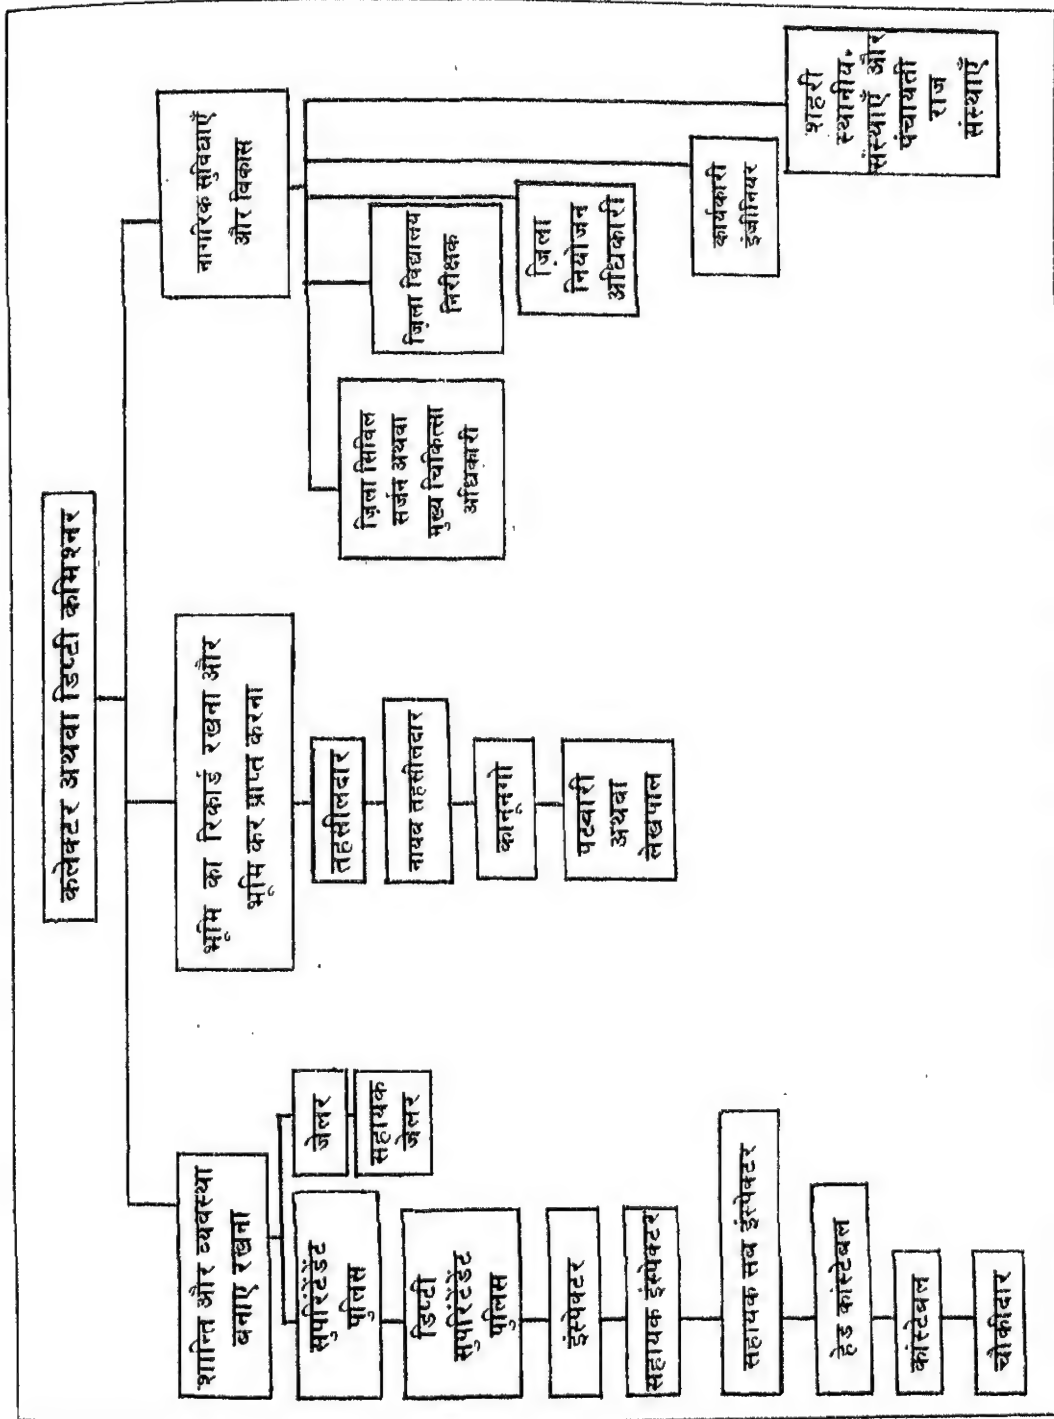 कलेक्टर अथवा डिप्टी कमिश्नर
शान्ति और व्यवस्था
बनाए रखना
सुपरिंटेंडेंट
पुलिस
डिप्टी
सुपरिंटेंडेंट
पुलिस
इंस्पेक्टर
सहायक इंस्पेक्टर
सहायक सब इंस्पेक्टर
हेड कांस्टेबल
कांस्टेबल
चौकीदार
जेलर
सहायक
जेलर
भूमि का रिकार्ड रखना और
भूमि कर प्राप्त करना
तहसीलदार
नायब तहसीलदार
कानूनगो
पटवारी
अथवा
लेखपाल
नागरिक सुविधाएँ
और विकास
ज़िला सिविल
सर्जन अथवा
मुख्य चिकित्सा
अधिकारी
ज़िला विद्यालय
निरीक्षक
ज़िला
नियोजन
अधिकारी
कार्यकारी
इंजीनियर
शहरी
स्थानीय.
संस्थाएँ और
पंचायती
राज
संस्थाएँ